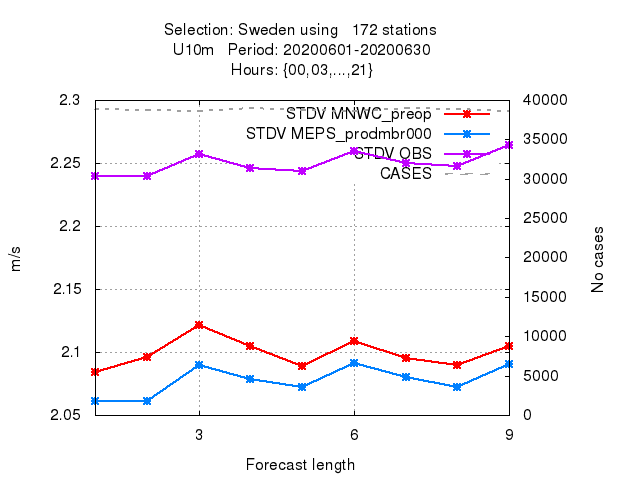 Selection: Sweden using   172 stations
U10m   Period: 20200601-20200630
Hours: {00,03,...,21}
2.3
2.25
2.2
2.15
2.1
2.05
40000
35000
30000
25000
20000
15000
10000
5000
0
STDV MNWC_preop
STDV MEPS_prodmbr000
STDV OBS
CASES
m/s
No cases
3
6
9
Forecast length